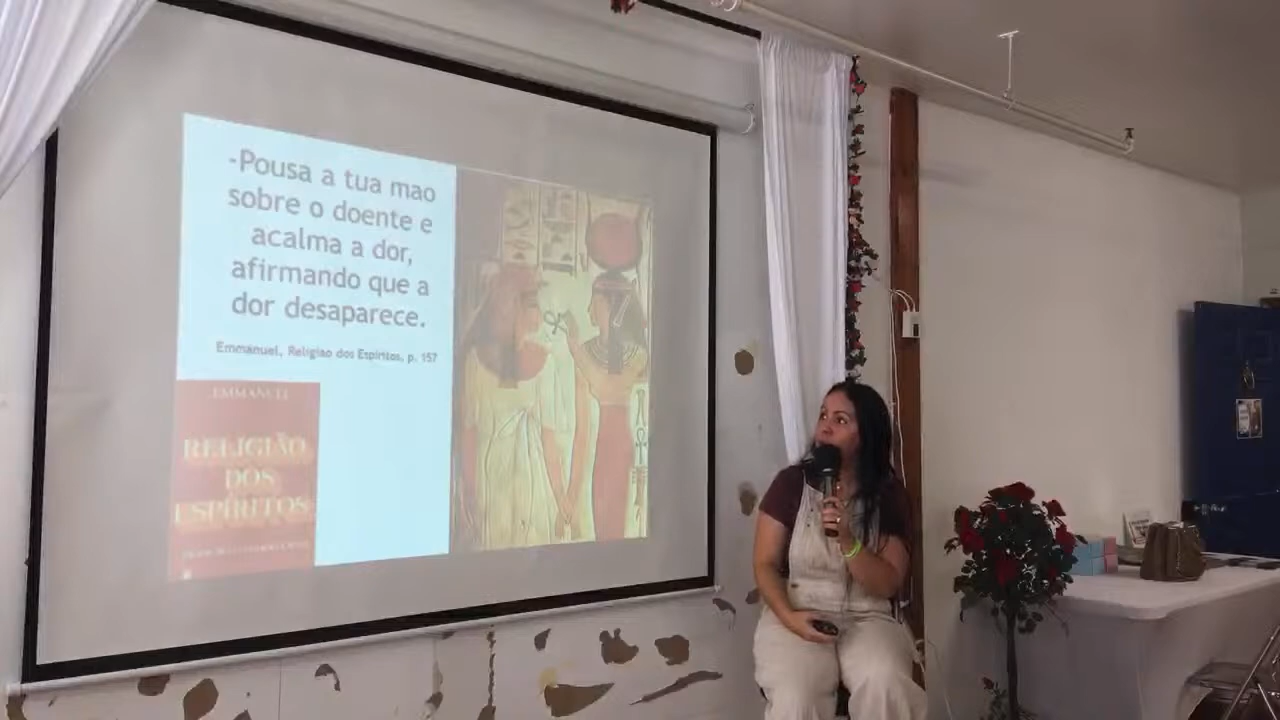 -Pousa a tua mao
sobre o doente e
acalma a dor,
afirmando que a
dor desaparece.
Emmanuel, Religiao dos Espiritos, p. 157
EMMANUEL
RELIGIÃO
DOS
ESPÍRITOS